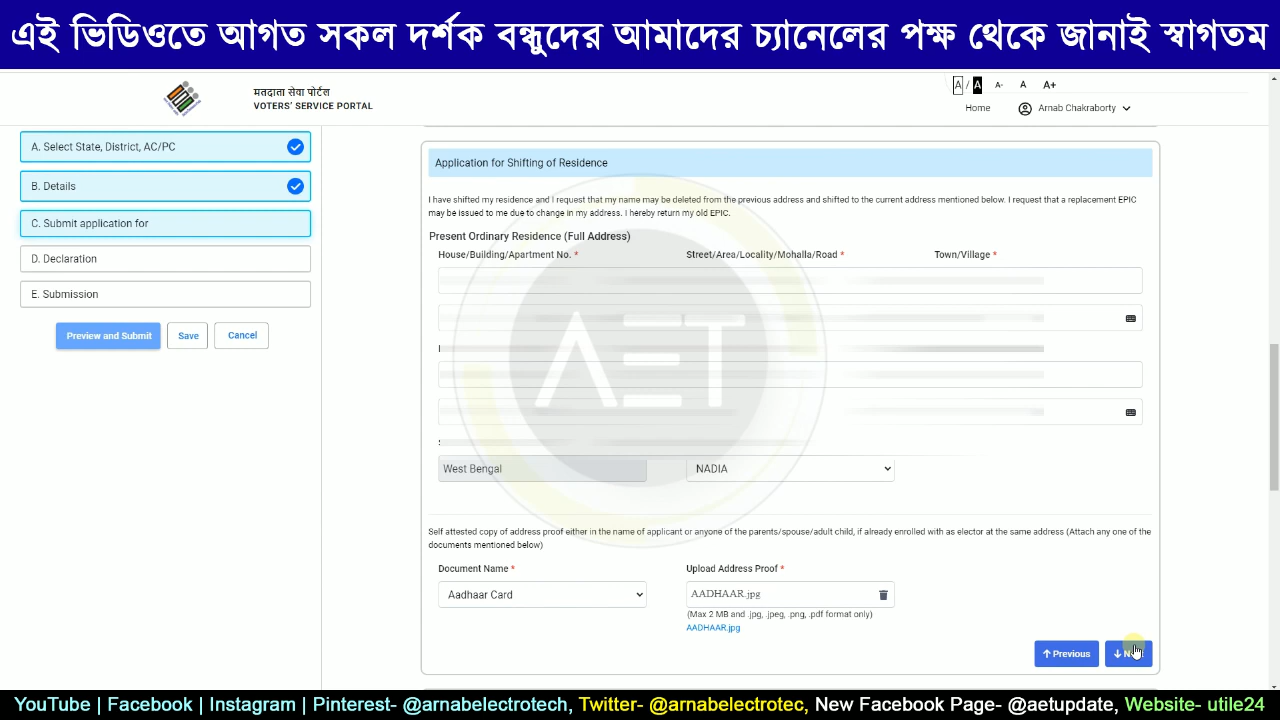 এই ভিডিওতে আগত সকল দর্শক বন্ধুদের আমাদের চ্যানেলের পক্ষ থেকে জানাই স্বাগতম
मतदाता सेवा पोर्टल
VOTERS' SERVICE PORTAL
A / A A- A A+
Home Arnab Chakraborty
A. Select State, District, AC/PC
B. Details
C. Submit application for
D. Declaration
E. Submission
Preview and Submit Save Cancel
Application for Shifting of Residence
I have shifted my residence and I request that my name may be deleted from the previous address and shifted to the current address mentioned below. I request that a replacement EPIC
may be issued to me due to change in my address. I hereby return my old EPIC.
Present Ordinary Residence (Full Address)
House/Building/Apartment No. * Street/Area/Locality/Mohalla/Road * Town/Village *
AET
West Bengal NADIA
Self attested copy of address proof either in the name of applicant or anyone of the parents/spouse/adult child, if already enrolled with as elector at the same address (Attach any one of the
documents mentioned below)
Document Name * Upload Address Proof *
Aadhaar Card AADHAAR.jpg
(Max 2 MB and .jpg, .jpeg, .png, .pdf format only)
AADHAAR.jpg
Previous
YouTube | Facebook | Instagram | Pinterest- @arnabelectrotech, Twitter- @arnabelectrotec, New Facebook Page- @aetupdate, Website- utile24